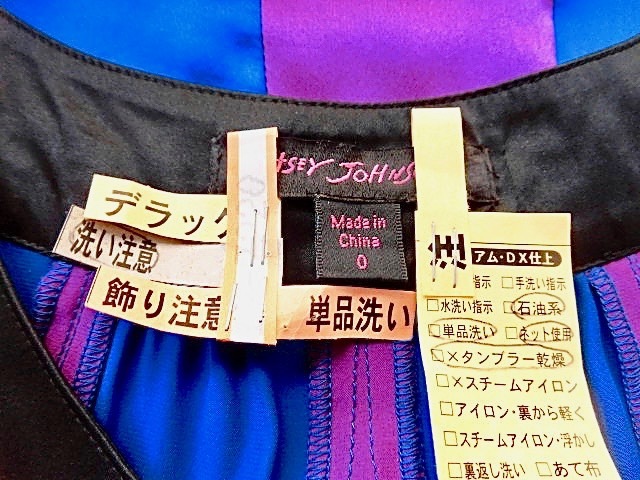 TSEY JOHNS
Made in
China
0
デラック
洗い注意
飾り注意
単品洗い
アム・DX仕上
指示 □手洗い指示
□水洗い指示 □石油系
□単品洗い □ネット使用
□×タンブラー乾燥
□×スチームアイロン
□アイロン・裏から軽く
□スチームアイロン・浮かし
□裏返し洗い □あて布